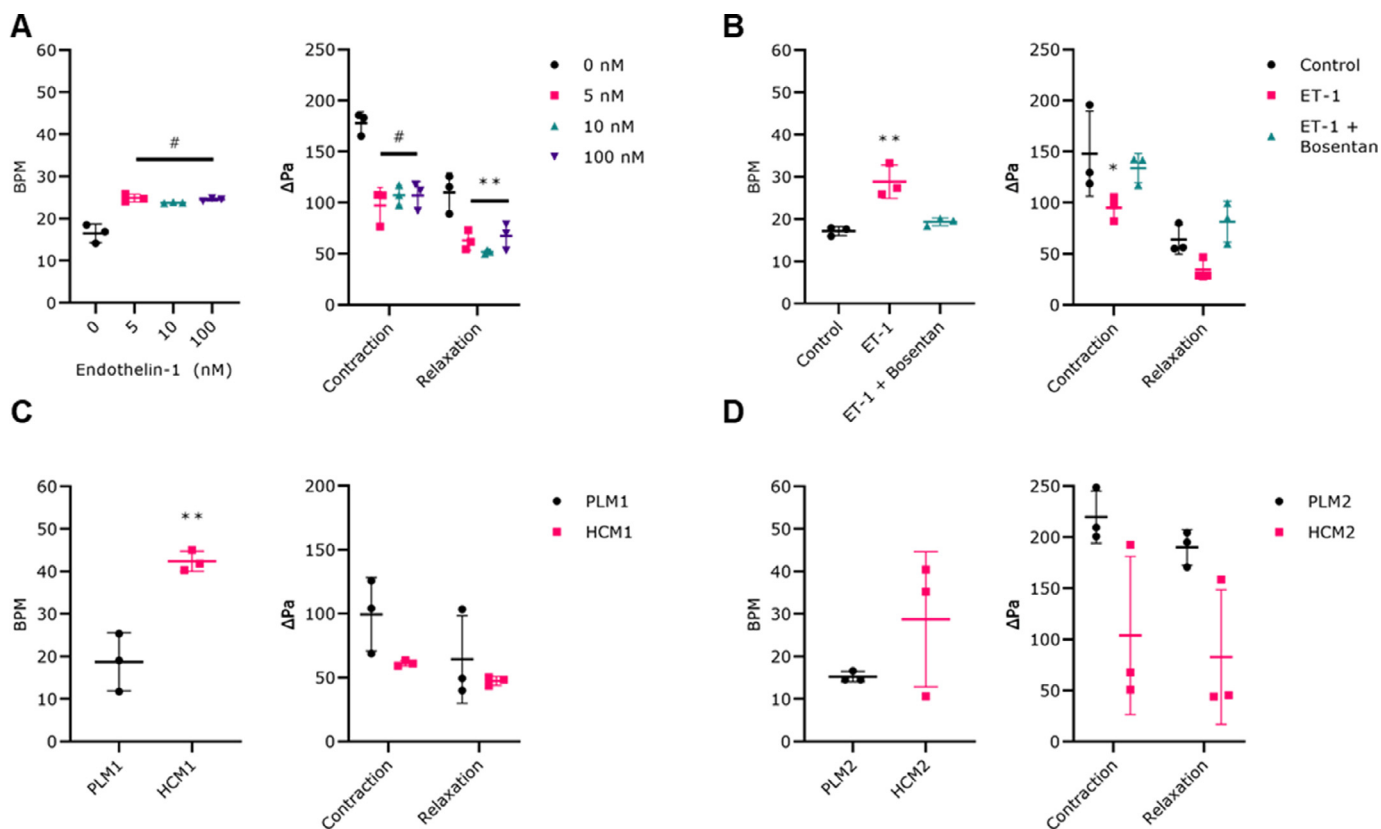 A
60
50
40
30
20
10
0
BPM
#
0
5
10
100
Endothelin-1 (nM)
250
200
150
100
50
0
ΔPa
#
**
Contraction
Relaxation
0 nM
5 nM
10 nM
100 nM
B
60
50
40
30
20
10
0
BPM
**
Control
ET-1
ET-1 + Bosentan
250
200
150
100
50
0
ΔPa
*
Contraction
Relaxation
Control
ET-1
ET-1 +
Bosentan
C
60
50
40
30
20
10
0
BPM
**
PLM1
HCM1
200
150
100
50
0
ΔPa
Contraction
Relaxation
PLM1
HCM1
D
60
50
40
30
20
10
0
BPM
PLM2
HCM2
250
200
150
100
50
0
ΔPa
Contraction
Relaxation
PLM2
HCM2